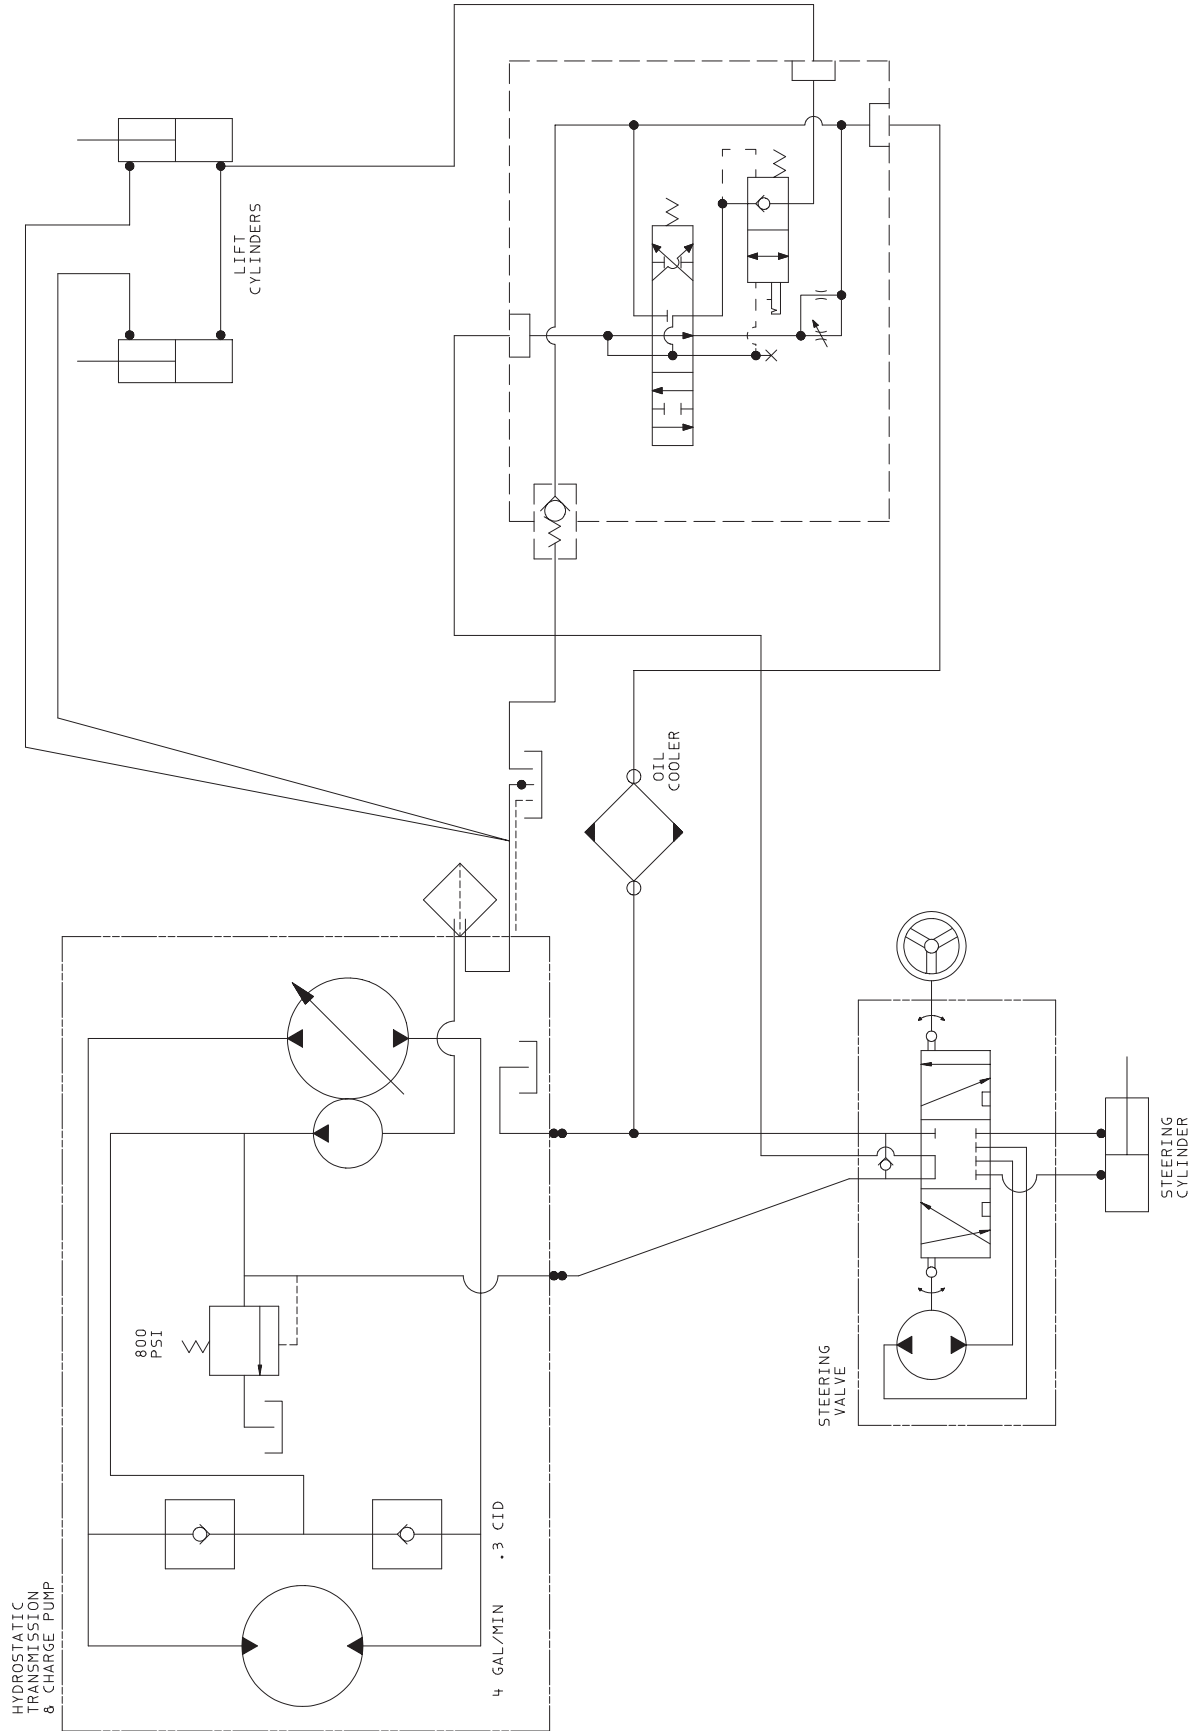 LIFT
CYLINDERS
OIL
COOLER
800
PSI
STEERING
CYLINDER
STEERING
VALVE
4 GAL/MIN .3 CID
HYDROSTATIC
TRANSMISSION
& CHARGE PUMP